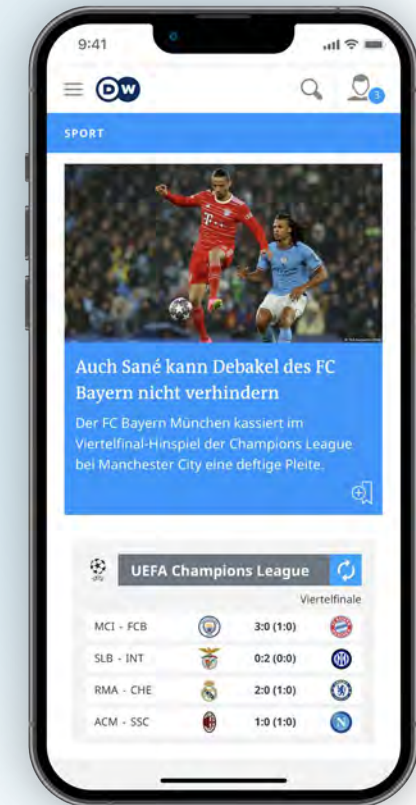 9:41
DW
3
SPORT
T...
Auch Sané kann Debakel des FC
Bayern nicht verhindern
Der FC Bayern München kassiert im
Viertelfinal-Hinspiel der Champions League
bei Manchester City eine deftige Pleite.
UEFA Champions League
Viertelfinale
MCI - FCB 3:0 (1:0)
SLB - INT 0:2 (0:0)
RMA - CHE 2:0 (1:0)
ACM - SSC 1:0 (1:0)